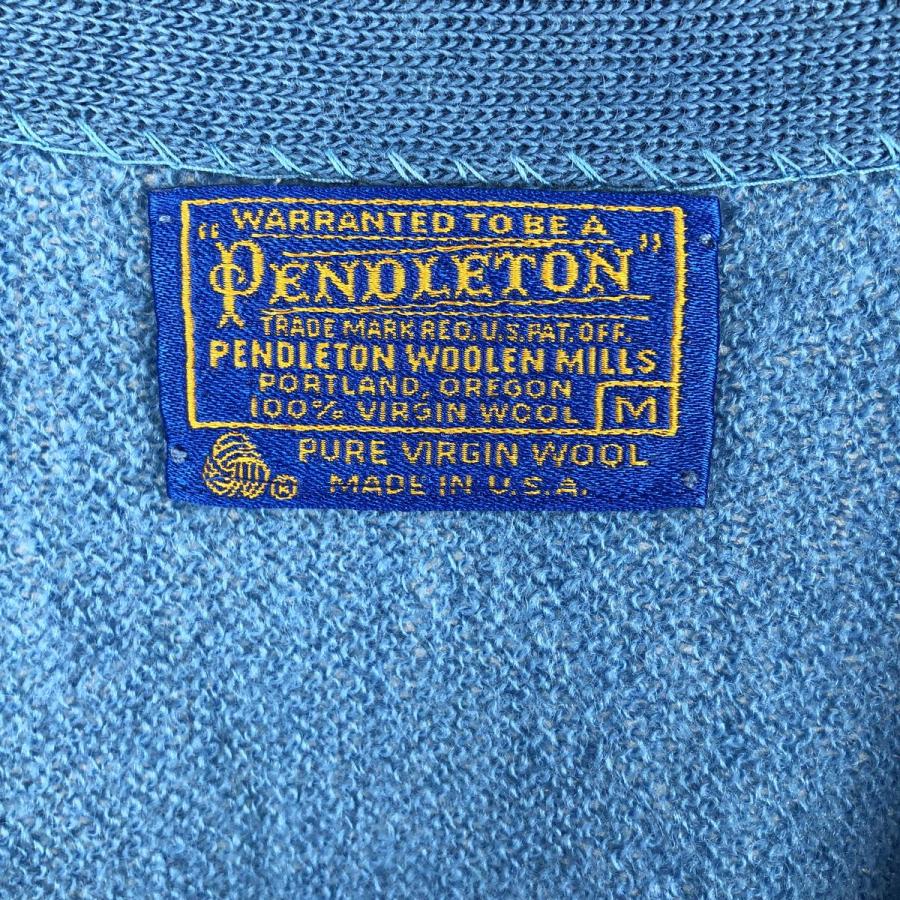 WARRANTED TO BE A
"PENDLETON"
TRADE MARK REG. U.S. PAT. OFF.
PENDLETON WOOLEN MILLS
PORTLAND, OREGON
100% VIRGIN WOOL M
PURE VIRGIN WOOL
® MADE IN U.S.A.